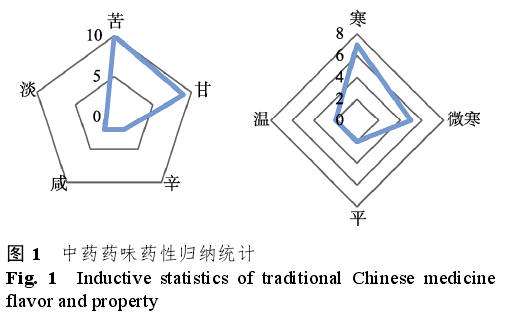 苦
10
5
0
淡
甘
咸
辛
寒
8
6
4
2
0
温
微寒
平
图 1 中药药味药性归纳统计
Fig. 1 Inductive statistics of traditional Chinese medicine
flavor and property